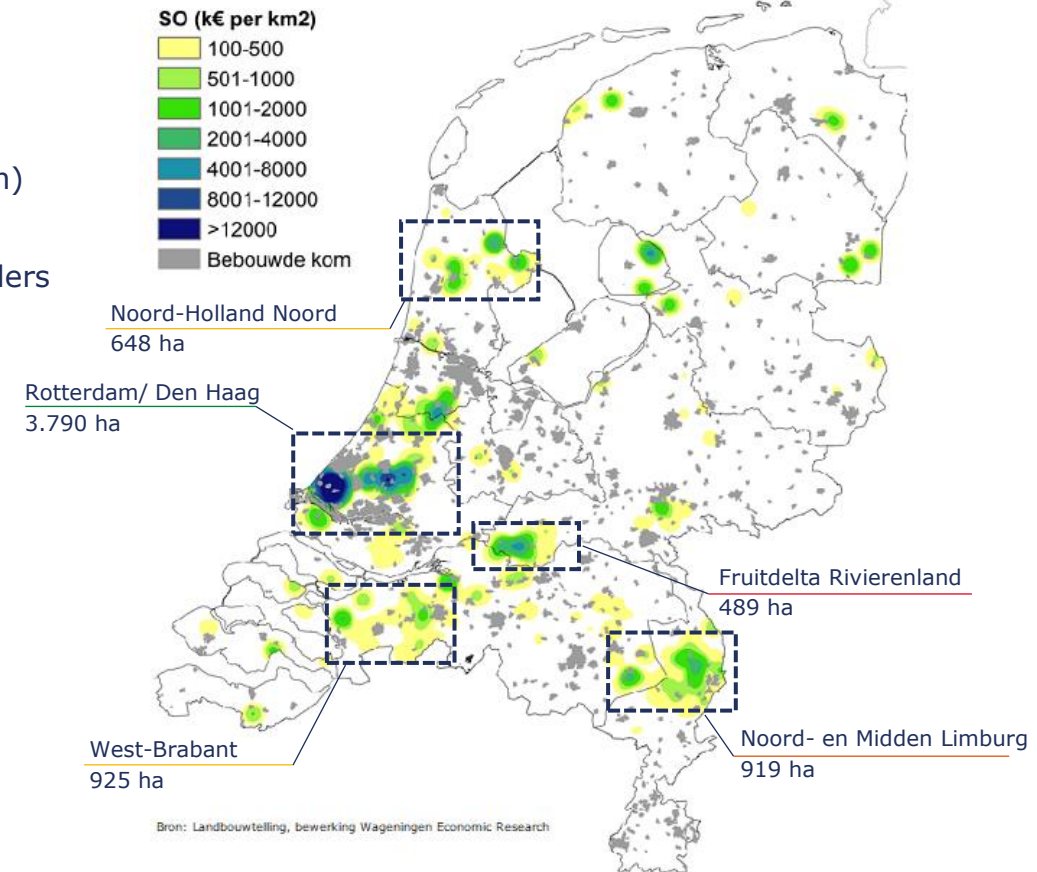 SO (k€ per km2)
100-500
501-1000
1001-2000
2001-4000
4001-8000
8001-12000
>12000
Bebouwde kom
n)
ders
Noord-Holland Noord
648 ha
Rotterdam/ Den Haag
3.790 ha
Fruitdelta Rivierenland
489 ha
West-Brabant
925 ha
Noord- en Midden Limburg
919 ha
Bron: Landbouwtelling, bewerking Wageningen Economic Research